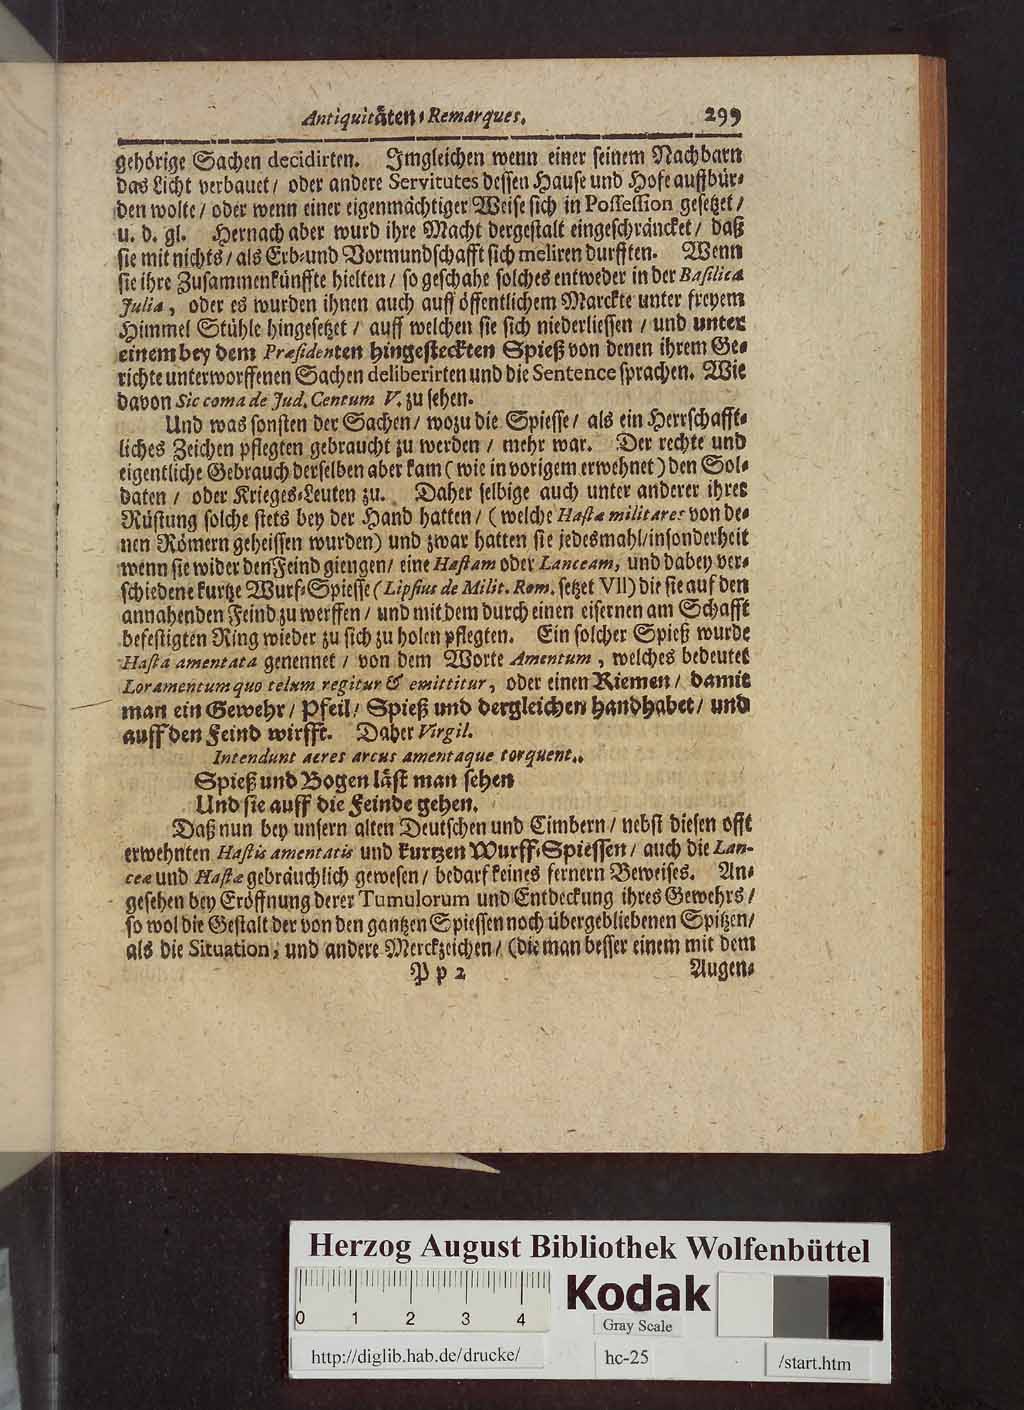 Antiquitäten-Remarques. 299
gehörige Sachen decidirten. Imgleichen wenn einer seinem Nachbarn
das Licht verbauet/ oder andere Servitutes dessen Hause und Hofe auffbür-
den wolte/ oder wenn einer eigenmächtiger Weise sich in Possession gesetzet/
u. d. gl. Hernach aber wurd ihre Macht dergestalt eingeschräncket/ daß
sie mit nichts/ als Erb-und Vormundschafft sich meliren durfften. Wenn
sie ihre Zusammenkünffte hielten/ so geschahe solches entweder in der Basilica
Julia, oder es wurden ihnen auch auff öffentlichem Marckte unter freyem
Himmel Stühle hingesetzet/ auff welchen sie sich niederliessen/ und unter
einem bey dem Præsidenten hingesteckten Spieß von denen ihrem Ge-
richte unterworffenen Sachen deliberirten und die Sentence sprachen. Wie
davon Siccoma de Jud. Centum V. zu sehen.
Und was sonsten der Sachen/ wozu die Spiesse/ als ein Herrschafft-
liches Zeichen pflegten gebraucht zu werden/ mehr war. Der rechte und
eigentliche Gebrauch derselben aber kam (wie in vorigem erwehnet) den Sol-
daten/ oder Krieges-Leuten zu. Daher selbige auch unter anderer ihrer
Rüstung solche stets bey der Hand hatten/ (welche Hastæ militares von de-
nen Römern geheissen wurden) und zwar hatten sie jedesmahl/insonderheit
wenn sie wider den Feind giengen/ eine Hastam oder Lanceam, und dabey ver-
schiedene kurtze Wurf-Spiesse (Lipsius de Milit. Rom. setzet VII) die sie auf den
annahenden Feind zu werffen/ und mit dem durch einen eisernen am Schafft
befestigten Ring wieder zu sich zu holen pflegten. Ein solcher Spieß wurde
Hasta amentata genennet/ von dem Worte Amentum, welches bedeutet
Loramentum quo telum regitur & emittitur, oder einen Riemen/ damit
man ein Gewehr/ Pfeil/ Spieß und dergleichen handhabet/ und
auff den Feind wirfft. Daher Virgil.
Intendunt acres arcus amentaque torquent..
Spieß und Bogen läst man sehen
Und sie auff die Feinde gehen.
Daß nun bey unsern alten Deutschen und Cimbern/ nebst diesen offt
erwehnten Hastis amentatis und kurtzen Wurff-Spiessen/ auch die Lan-
ceæ und Hastæ gebräuchlich gewesen/ bedarf keines fernern Beweises. An-
gesehen bey Eröffnung derer Tumulorum und Entdeckung ihres Gewehrs/
so wol die Gestalt der von den gantzen Spiessen noch übergebliebenen Spitzen/
als die Situation, und andere Merckzeichen/ (die man besser einem mit dem
P p 2 Augen-
Herzog August Bibliothek Wolfenbüttel
0 1 2 3 4
Kodak
Gray Scale
http://diglib.hab.de/drucke/ hc-25 /start.htm